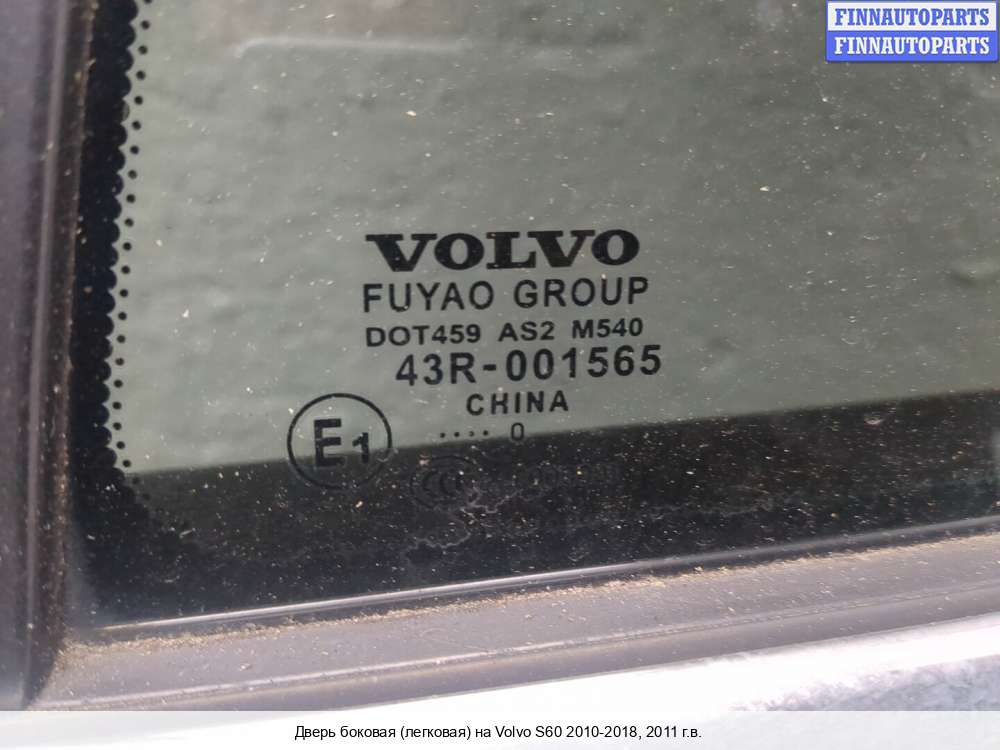 FINNAUTOPARTS
FINNAUTOPARTS
VOLVO
FUYAO GROUP
DOT459 AS2 M540
43R-001565
CHINA
.... 0
E1
CCC
Дверь боковая (легковая) на Volvo S60 2010-2018, 2011 г.в.